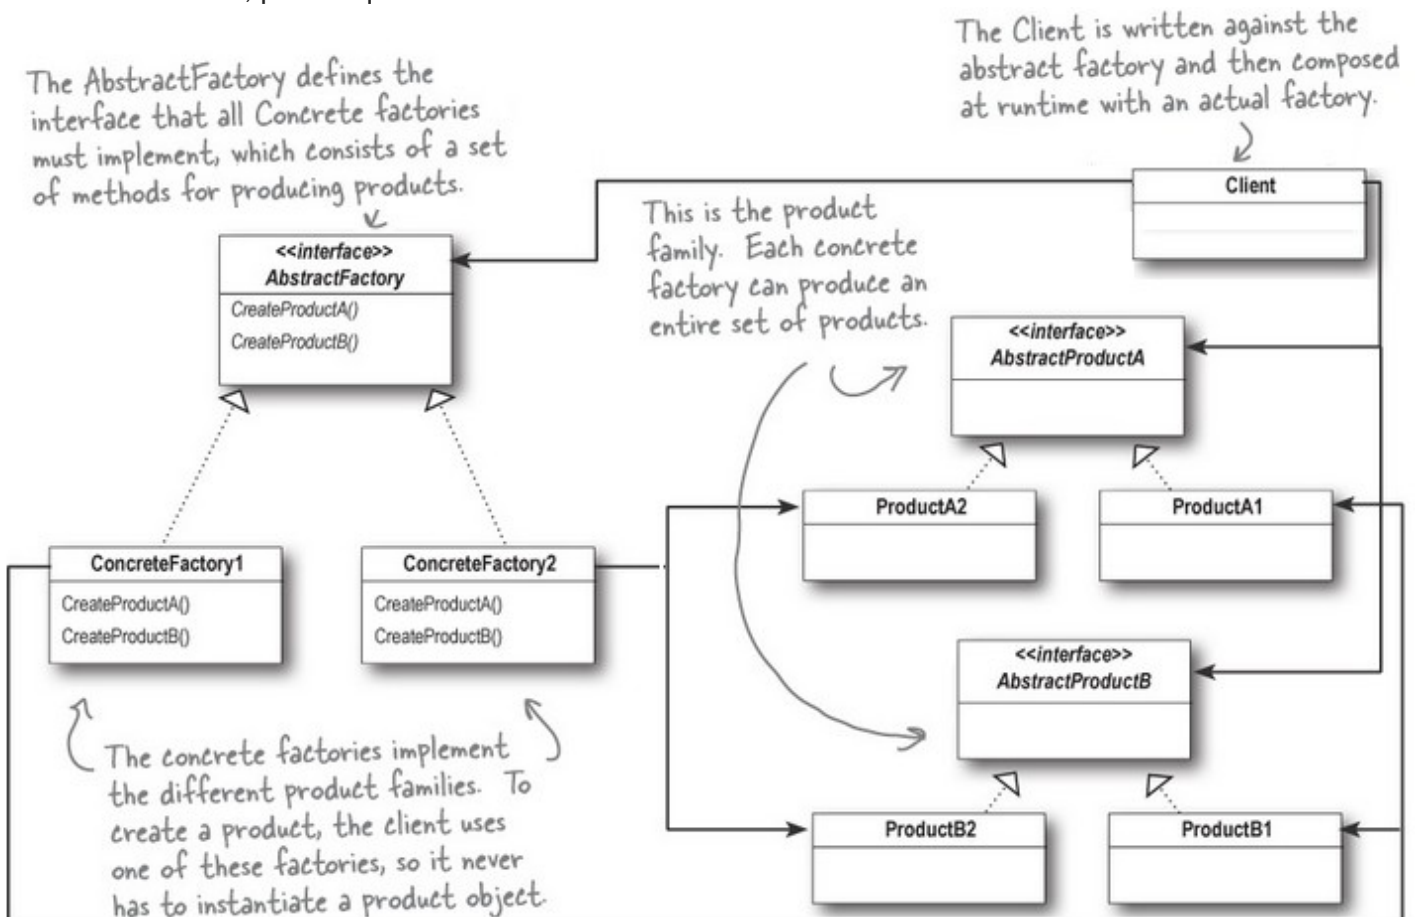 The Client is written against the
abstract factory and then composed
at runtime with an actual factory.
The AbstractFactory defines the
interface that all Concrete factories
must implement, which consists of a set
of methods for producing products.
Client
This is the product
family. Each concrete
factory can produce an
entire set of products.
<<interface>>
AbstractFactory
CreateProductA()
CreateProductB()
<<interface>>
AbstractProductA
ProductA2
ProductA1
ConcreteFactory1
CreateProductA()
CreateProductB()
ConcreteFactory2
CreateProductA()
CreateProductB()
<<interface>>
AbstractProductB
The concrete factories implement
the different product families. To
create a product, the client uses
one of these factories, so it never
has to instantiate a product object.
ProductB2
ProductB1